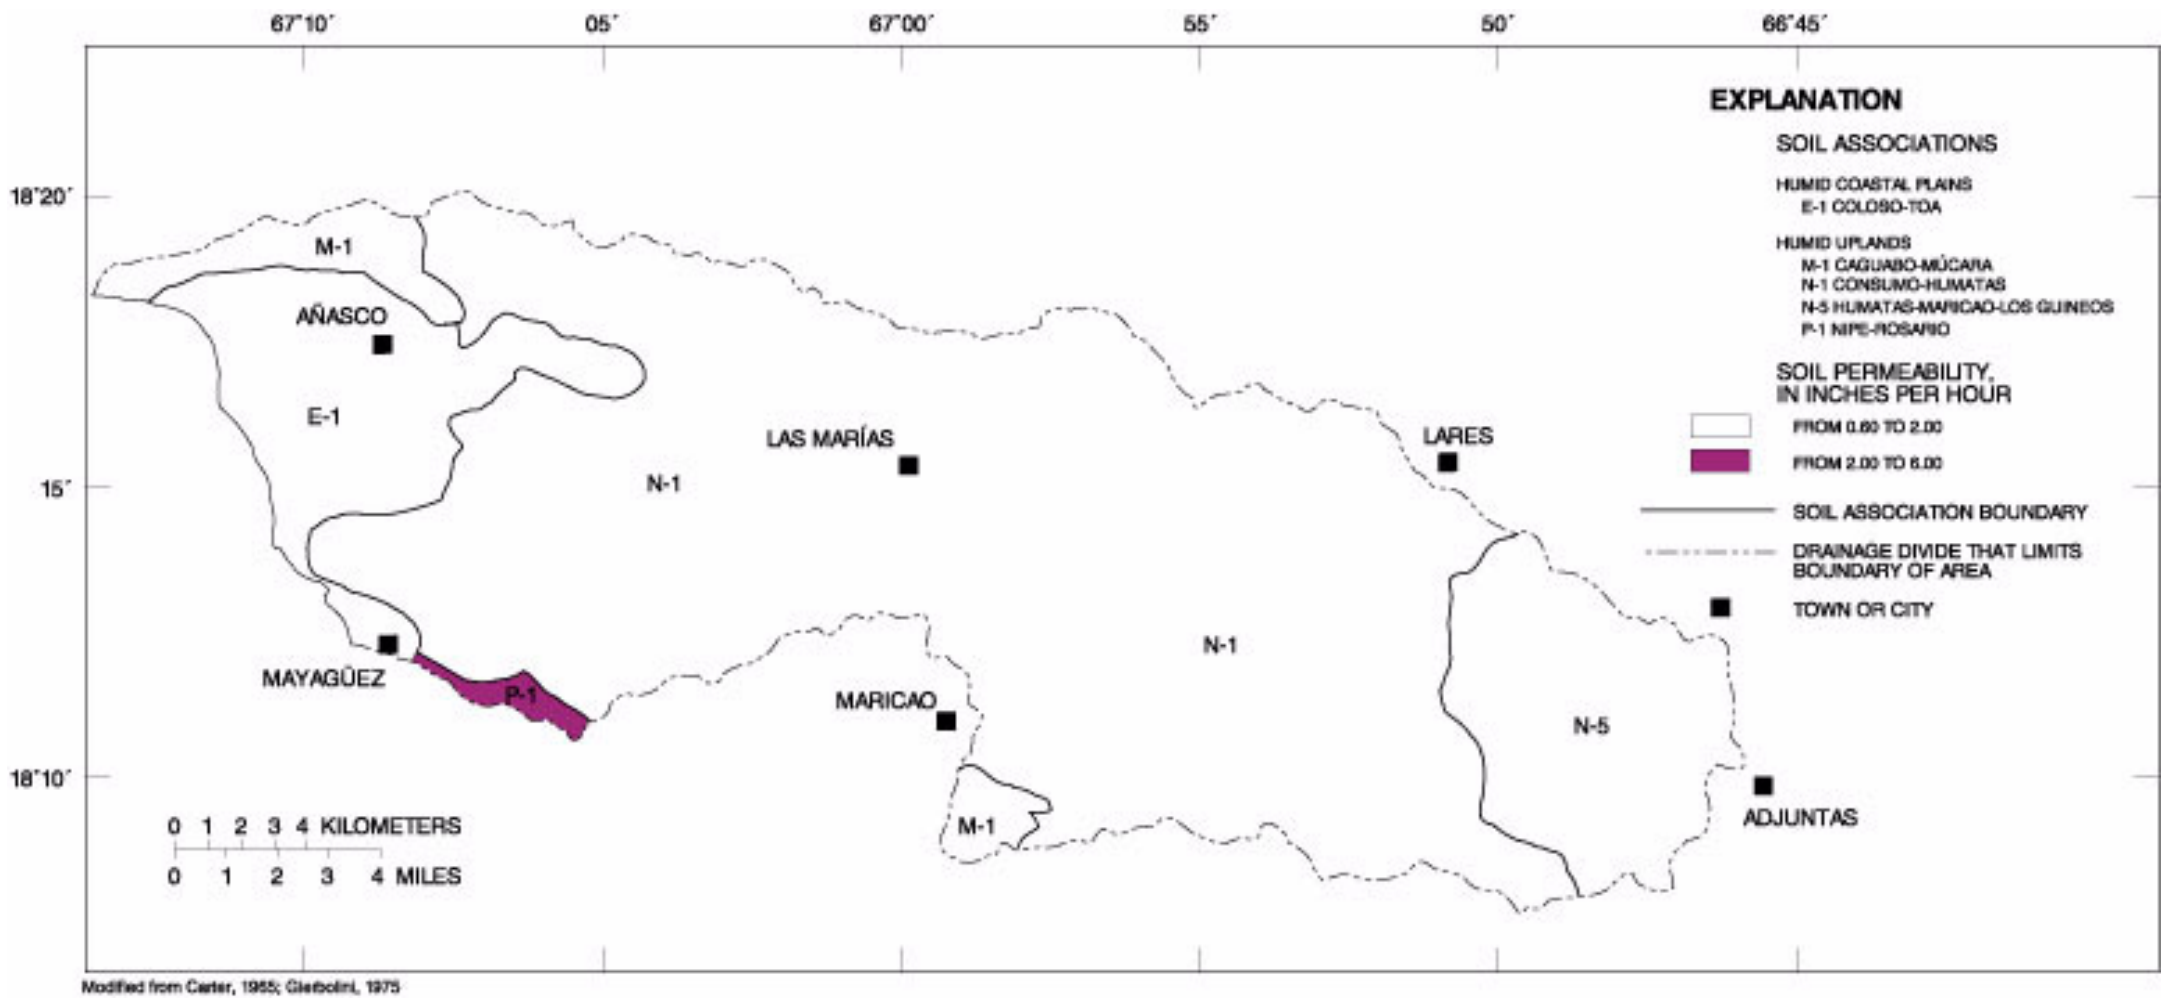 67°10′ 05′ 67°00′ 55′ 50′ 66°45′
EXPLANATION
SOIL ASSOCIATIONS
HUMID COASTAL PLAINS
E-1 COLOSO-TOA
HUMID UPLANDS
M-1 CAGUABO-MÚCARA
N-1 CONSUMO-HUMATAS
N-5 HUMATAS-MARICAO-LOS GUINEOS
P-1 NIPE-ROSARIO
SOIL PERMEABILITY,
IN INCHES PER HOUR
FROM 0.60 TO 2.00
FROM 2.00 TO 6.00
SOIL ASSOCIATION BOUNDARY
DRAINAGE DIVIDE THAT LIMITS
BOUNDARY OF AREA
TOWN OR CITY
18°20′
M-1
AÑASCO
E-1
LAS MARÍAS
LARES
15′
N-1
N-1
MAYAGÜEZ
P-1
MARICAO
N-5
18°10′
M-1
ADJUNTAS
0 1 2 3 4 KILOMETERS
0 1 2 3 4 MILES
Modified from Carter, 1965; Gierbolini, 1975